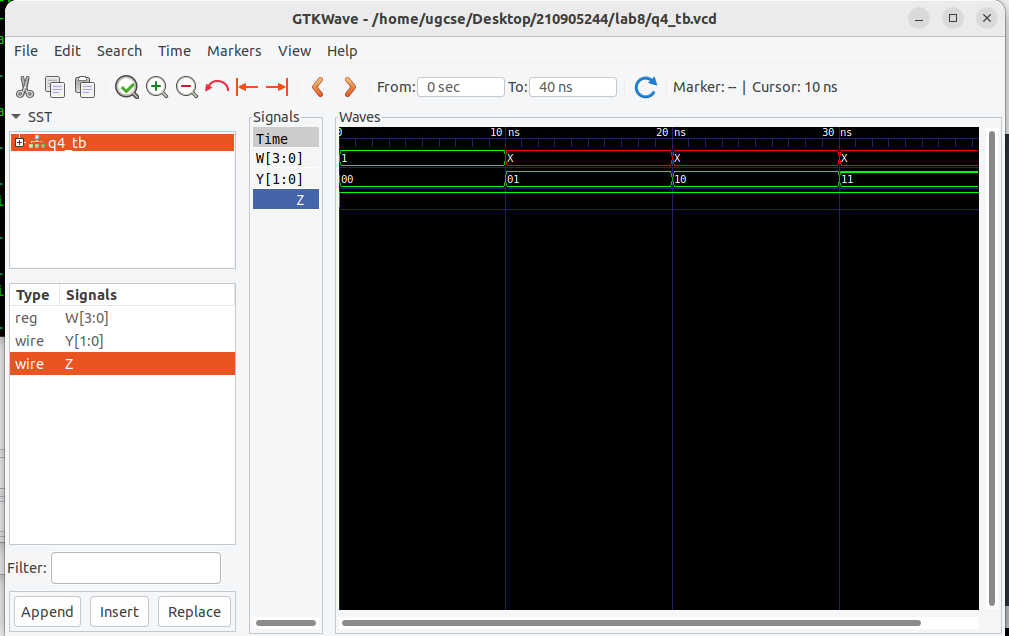 GTKWave - /home/ugcse/Desktop/210905244/lab8/q4_tb.vcd
File Edit Search Time Markers View Help
From: 0 sec To: 40 ns Marker: -- | Cursor: 10 ns
SST
q4_tb
Type Signals
reg W[3:0]
wire Y[1:0]
wire Z
Filter:
Append Insert Replace
Signals
Time
W[3:0]
Y[1:0]
Z
Waves
0 10 ns 20 ns 30 ns
1 X X X
00 01 10 11